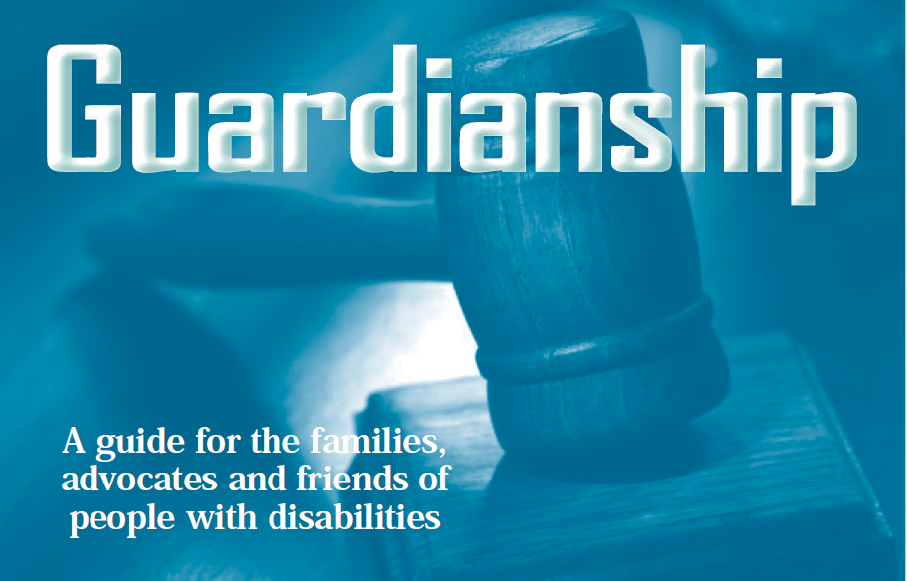 Guardianship
A guide for the families,
advocates and friends of
people with disabilities